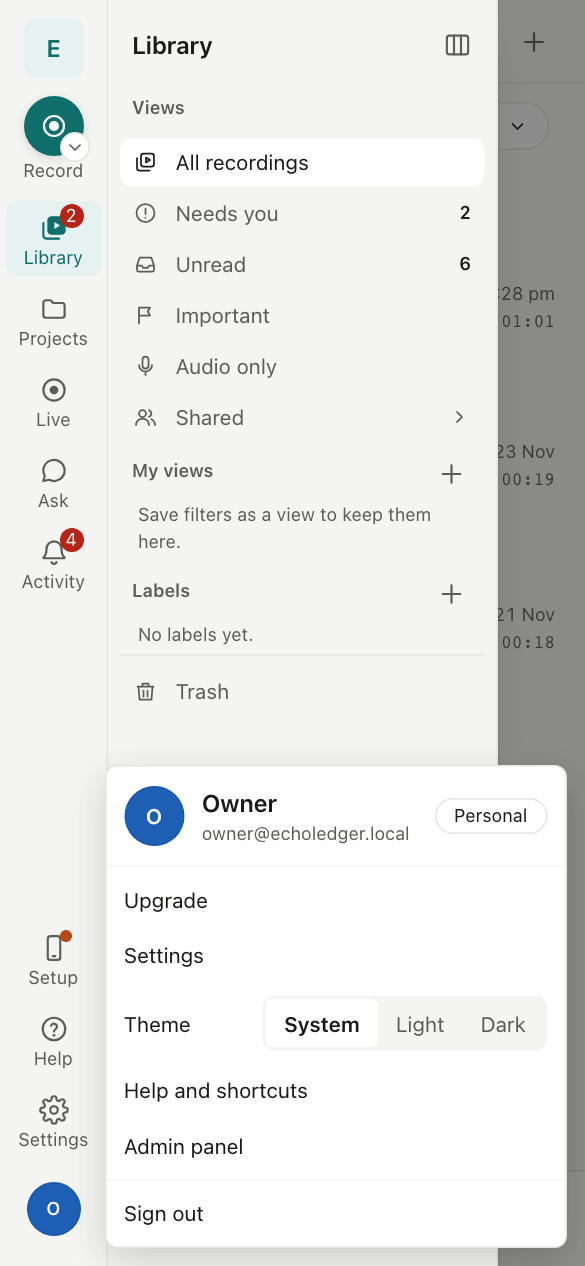 E
Record
2
Library
Projects
Live
Ask
4
Activity
Setup
Help
Settings
O
Library
Views
All recordings
Needs you 2
Unread 6
Important
Audio only
Shared
My views
Save filters as a view to keep them
here.
Labels
No labels yet.
Trash
:28 pm
01:01
23 Nov
00:19
21 Nov
00:18
O
Owner
owner@echoledger.local
Personal
Upgrade
Settings
Theme System Light Dark
Help and shortcuts
Admin panel
Sign out